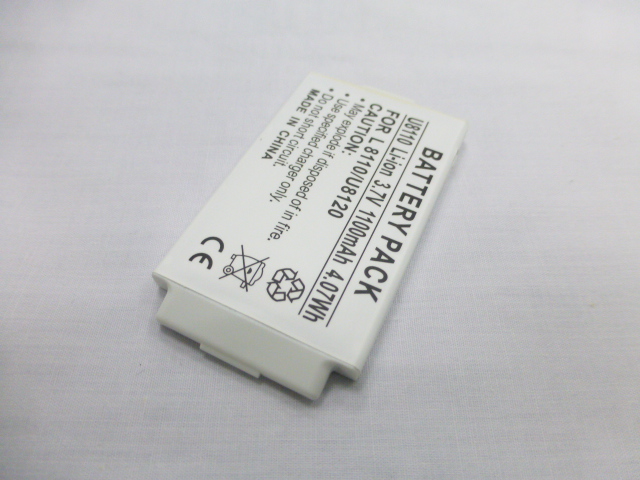 BATTERY PACK
U8110 Li-ion 3.7V 1100mAh 4.07Wh
FOR L8110/U8120
CAUTION:
• May explode if disposed of in fire.
• Use specified charger only.
• Do not short circuit.
MADE IN CHINA
CE